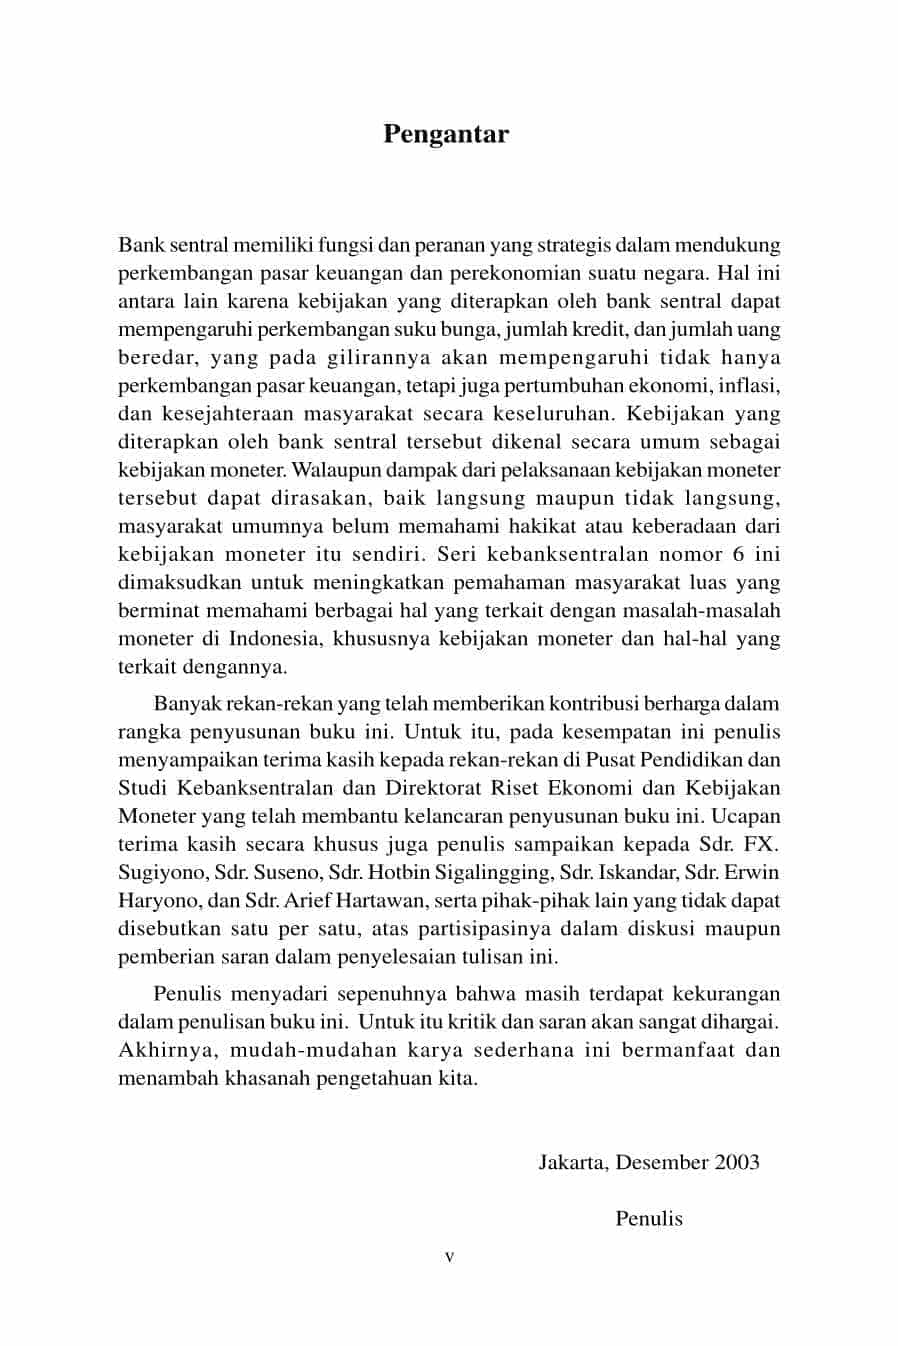 Pengantar
Bank sentral memiliki fungsi dan peranan yang strategis dalam mendukung
perkembangan pasar keuangan dan perekonomian suatu negara. Hal ini
antara lain karena kebijakan yang diterapkan oleh bank sentral dapat
mempengaruhi perkembangan suku bunga, jumlah kredit, dan jumlah uang
beredar, yang pada gilirannya akan mempengaruhi tidak hanya
perkembangan pasar keuangan, tetapi juga pertumbuhan ekonomi, inflasi,
dan kesejahteraan masyarakat secara keseluruhan. Kebijakan yang
diterapkan oleh bank sentral tersebut dikenal secara umum sebagai
kebijakan moneter. Walaupun dampak dari pelaksanaan kebijakan moneter
tersebut dapat dirasakan, baik langsung maupun tidak langsung,
masyarakat umumnya belum memahami hakikat atau keberadaan dari
kebijakan moneter itu sendiri. Seri kebanksentralan nomor 6 ini
dimaksudkan untuk meningkatkan pemahaman masyarakat luas yang
berminat memahami berbagai hal yang terkait dengan masalah-masalah
moneter di Indonesia, khususnya kebijakan moneter dan hal-hal yang
terkait dengannya.
Banyak rekan-rekan yang telah memberikan kontribusi berharga dalam
rangka penyusunan buku ini. Untuk itu, pada kesempatan ini penulis
menyampaikan terima kasih kepada rekan-rekan di Pusat Pendidikan dan
Studi Kebanksentralan dan Direktorat Riset Ekonomi dan Kebijakan
Moneter yang telah membantu kelancaran penyusunan buku ini. Ucapan
terima kasih secara khusus juga penulis sampaikan kepada Sdr. FX.
Sugiyono, Sdr. Suseno, Sdr. Hotbin Sigalingging, Sdr. Iskandar, Sdr. Erwin
Haryono, dan Sdr. Arief Hartawan, serta pihak-pihak lain yang tidak dapat
disebutkan satu per satu, atas partisipasinya dalam diskusi maupun
pemberian saran dalam penyelesaian tulisan ini.
Penulis menyadari sepenuhnya bahwa masih terdapat kekurangan
dalam penulisan buku ini. Untuk itu kritik dan saran akan sangat dihargai.
Akhirnya, mudah-mudahan karya sederhana ini bermanfaat dan
menambah khasanah pengetahuan kita.
Jakarta, Desember 2003
Penulis
v